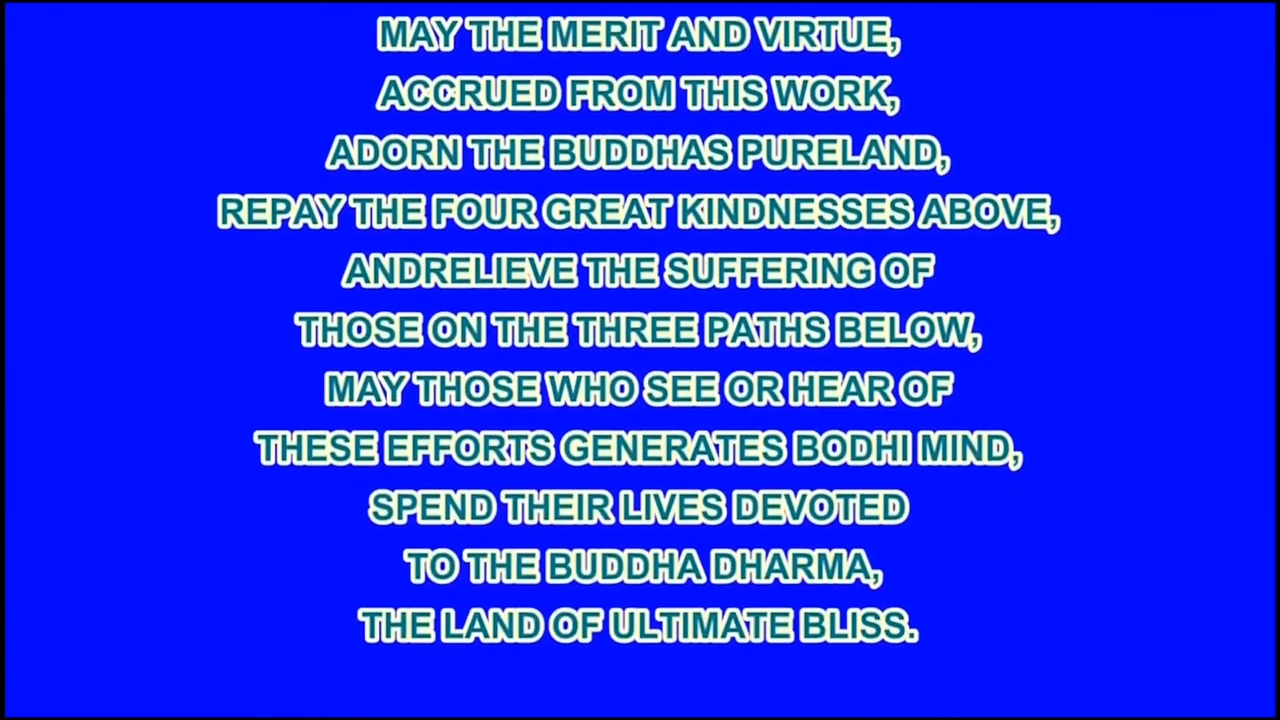 MAY THE MERIT AND VIRTUE,
ACCRUED FROM THIS WORK,
ADORN THE BUDDHAS PURELAND,
REPAY THE FOUR GREAT KINDNESSES ABOVE,
ANDRELIEVE THE SUFFERING OF
THOSE ON THE THREE PATHS BELOW,
MAY THOSE WHO SEE OR HEAR OF
THESE EFFORTS GENERATES BODHI MIND,
SPEND THEIR LIVES DEVOTED
TO THE BUDDHA DHARMA,
THE LAND OF ULTIMATE BLISS.